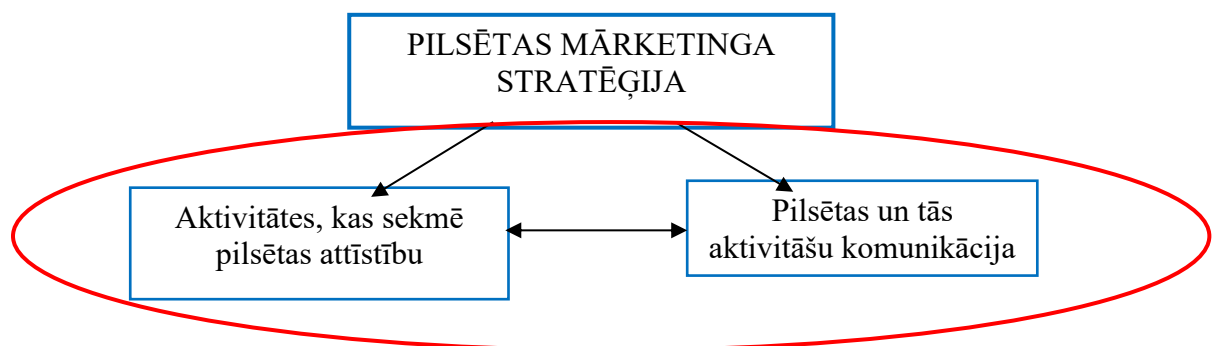 PILSĒTAS MĀRKETINGA
STRATĒĢIJA
Aktivitātes, kas sekmē
pilsētas attīstību
Pilsētas un tās
aktivitāšu komunikācija